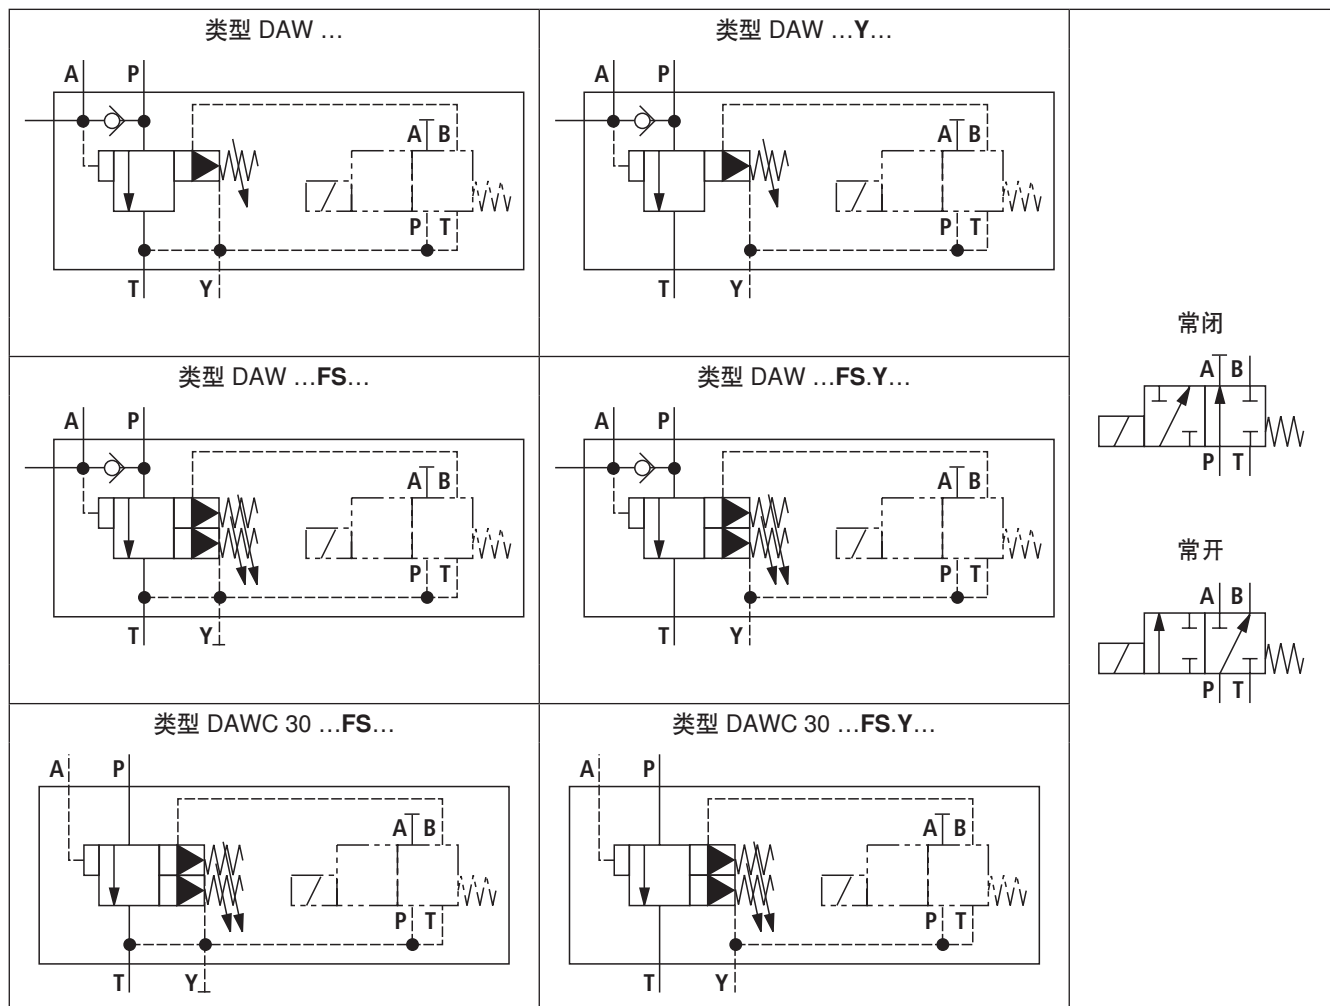 类型 DAW ...
A P
A B
P T
T Y
类型 DAW ...Y...
A P
A B
P T
T Y
类型 DAW ...FS...
A P
A B
P T
T Y
类型 DAW ...FS.Y...
A P
A B
P T
T Y
类型 DAWC 30 ...FS...
A P
A B
P T
T Y
类型 DAWC 30 ...FS.Y...
A P
A B
P T
T Y
常闭
A B
P T
常开
A B
P T